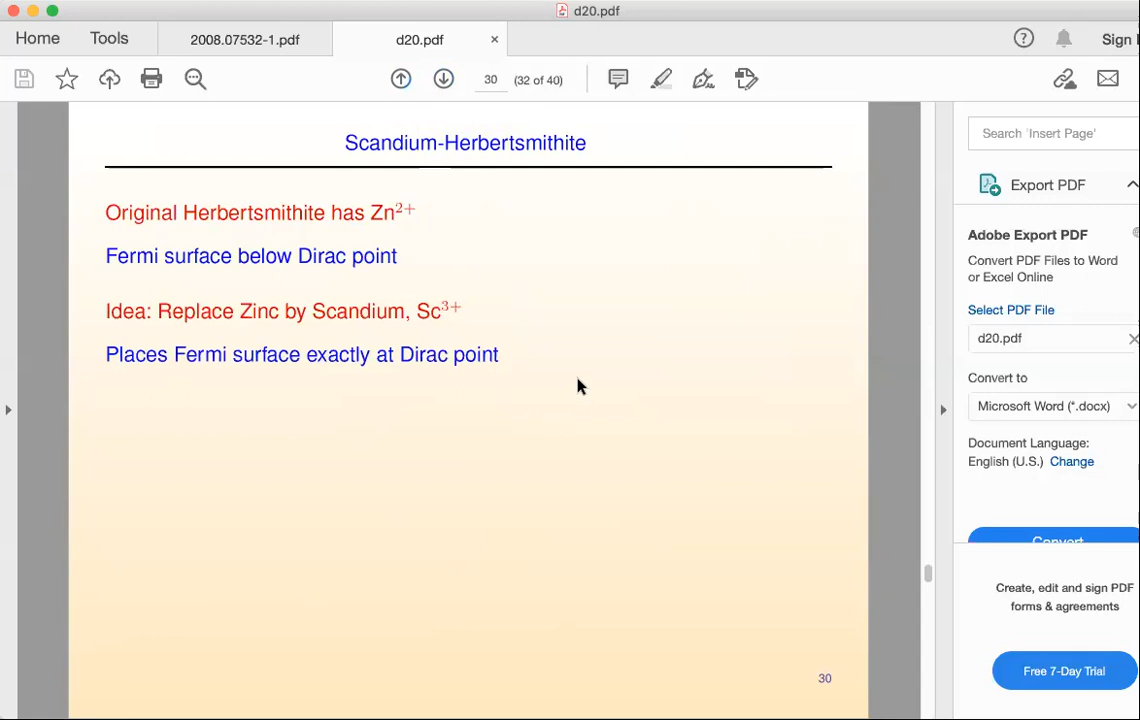 d20.pdf
Home
Tools
2008.07532-1.pdf
d20.pdf
×
Sign
30
(32 of 40)
Scandium-Herbertsmithite
Original Herbertsmithite has Zn²⁺
Fermi surface below Dirac point
Idea: Replace Zinc by Scandium, Sc³⁺
Places Fermi surface exactly at Dirac point
30
Search 'Insert Page'
Export PDF
Adobe Export PDF
Convert PDF Files to Word
or Excel Online
Select PDF File
d20.pdf
Convert to
Microsoft Word (*.docx)
Document Language:
English (U.S.) Change
Convert
Create, edit and sign PDF
forms & agreements
Free 7-Day Trial